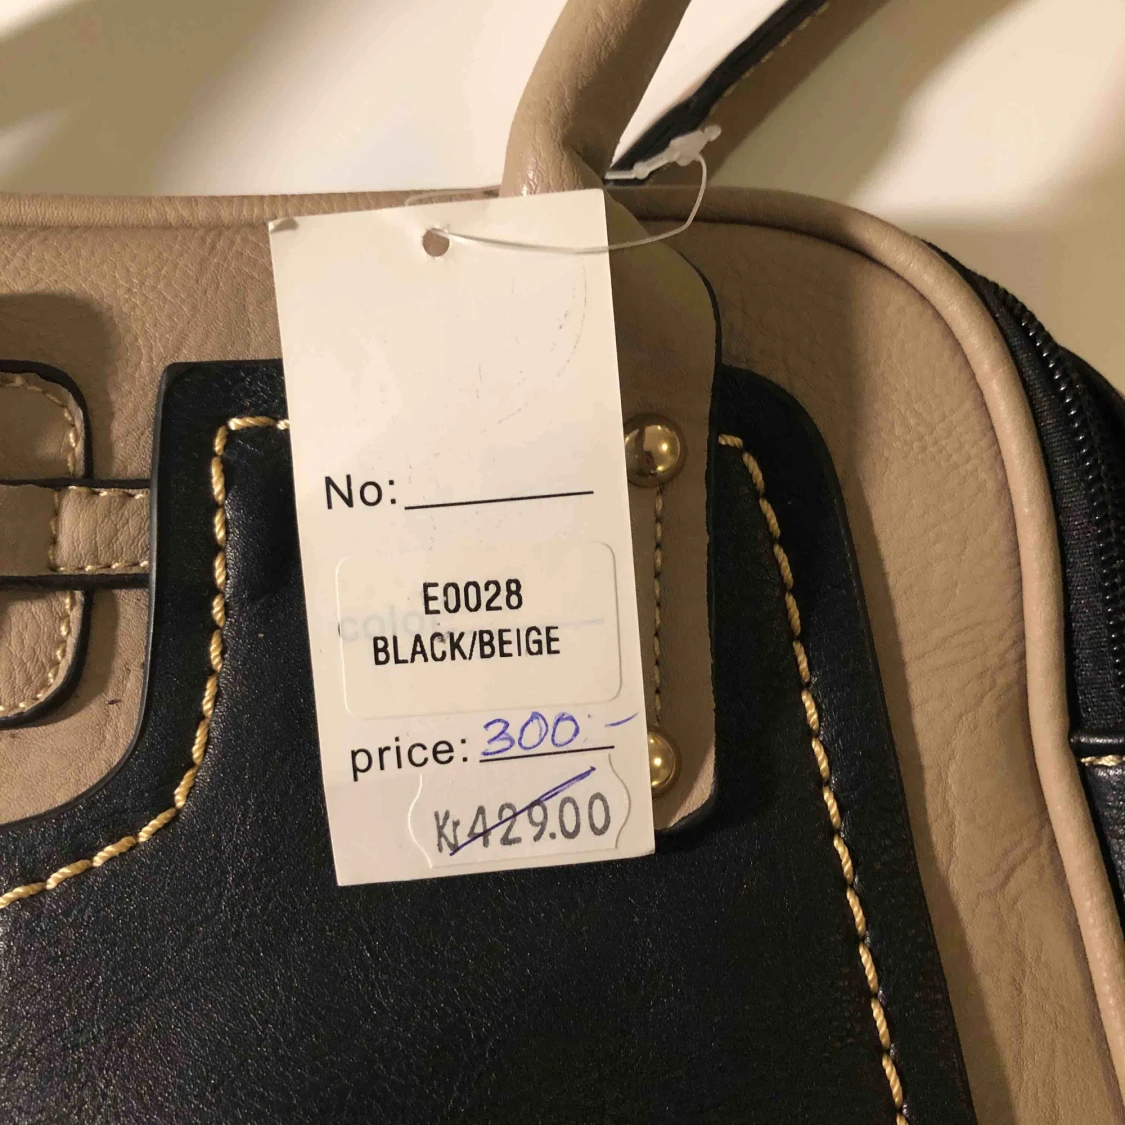 No:
E0028
BLACK/BEIGE
price: 300:-
Kr429.00